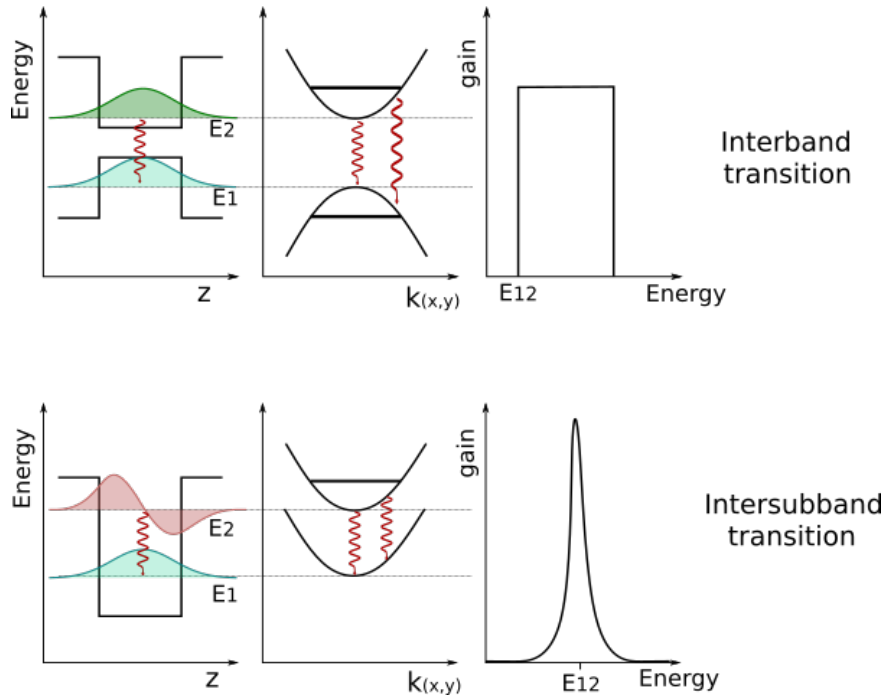 Energy
E2
E1
z
k(x,y)
gain
E12
Energy
Interband
transition
Energy
E2
E1
z
k(x,y)
gain
E12
Energy
Intersubband
transition